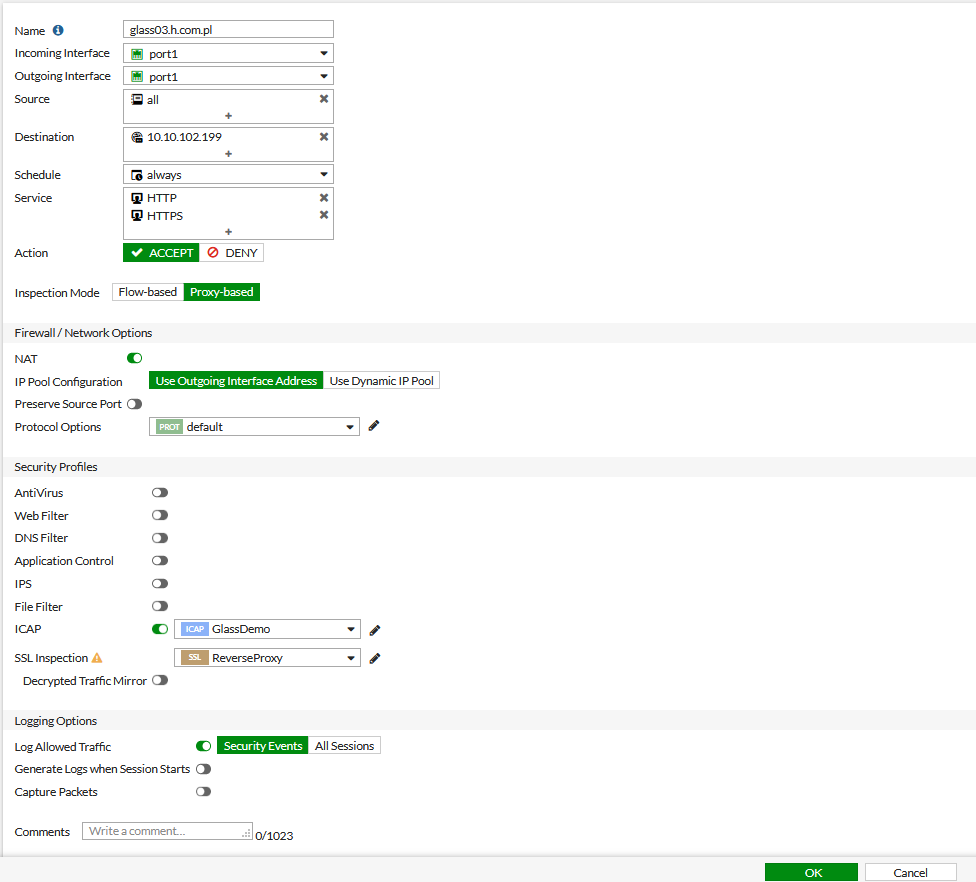 Name glass03.h.com.pl
Incoming Interface port1
Outgoing Interface port1
Source all
+
Destination 10.10.102.199
+
Schedule always
Service HTTP
HTTPS
+
Action ACCEPT DENY
Inspection Mode Flow-based Proxy-based
Firewall / Network Options
NAT
IP Pool Configuration Use Outgoing Interface Address Use Dynamic IP Pool
Preserve Source Port
Protocol Options PROT default
Security Profiles
AntiVirus
Web Filter
DNS Filter
Application Control
IPS
File Filter
ICAP ICAP GlassDemo
SSL Inspection SSL ReverseProxy
Decrypted Traffic Mirror
Logging Options
Log Allowed Traffic Security Events All Sessions
Generate Logs when Session Starts
Capture Packets
Comments Write a comment... 0/1023
OK Cancel